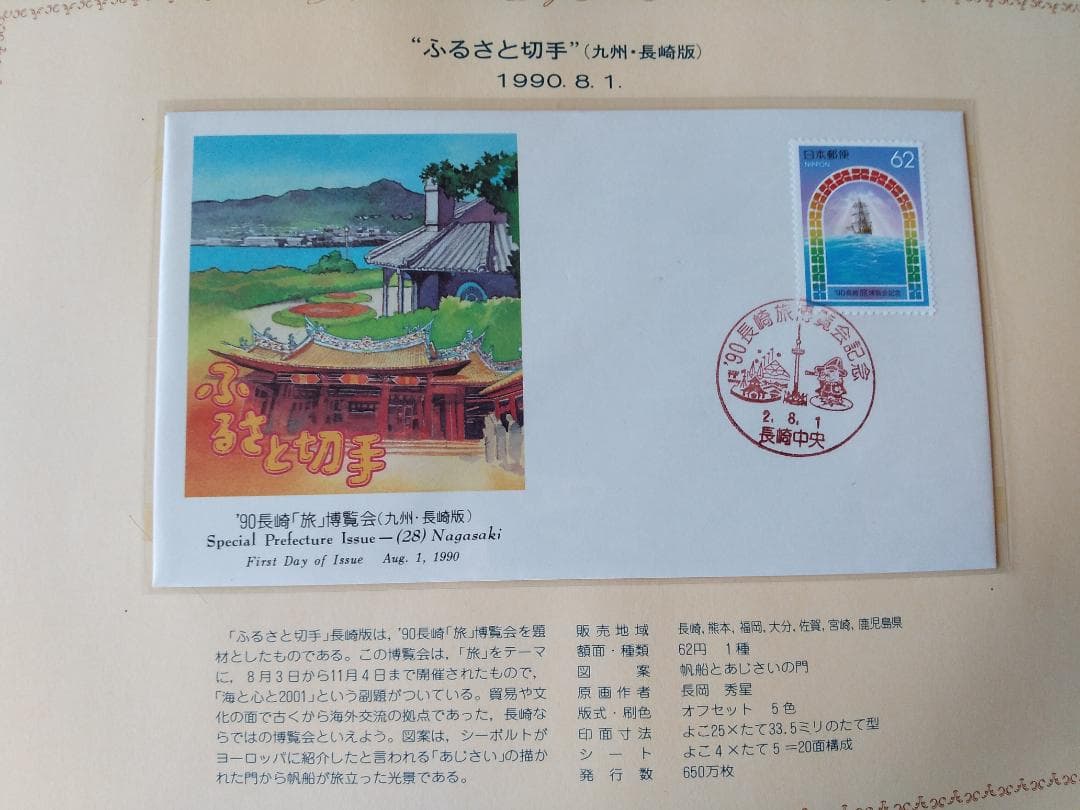 “ふるさと切手”(九州・長崎版)
1990. 8. 1.
日本郵便
NIPPON
62
'90長崎旅博覧会記念
'90長崎旅博覧会記念
2. 8. 1
長崎中央
ふるさと切手
'90長崎「旅」博覧会(九州・長崎版)
Special Prefecture Issue—(28) Nagasaki
First Day of Issue Aug. 1, 1990
「ふるさと切手」長崎版は, '90長崎「旅」博覧会を題
材としたものである。この博覧会は,「旅」をテーマ
に, 8月3日から11月4日まで開催されたもので,
「海と心と2001」という副題がついている。貿易や文
化の面で古くから海外交流の拠点であった, 長崎な
らではの博覧会といえよう。図案は, シーボルトが
ヨーロッパに紹介したと言われる「あじさい」の描か
れた門から帆船が旅立った光景である。
販売地域 長崎, 熊本, 福岡, 大分, 佐賀, 宮崎, 鹿児島県
額面・種類 62円 1種
図案 帆船とあじさいの門
原画作者 長岡 秀星
版式・刷色 オフセット 5色
印面寸法 よこ25×たて33.5ミリのたて型
シート よこ4×たて5=20面構成
発行数 650万枚